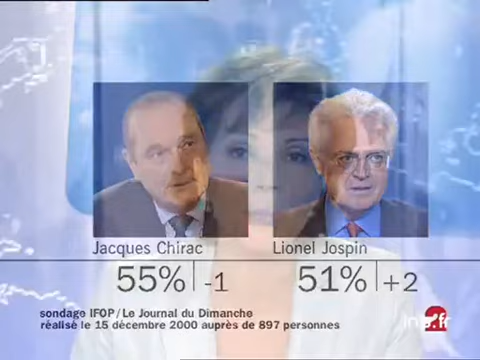 Jacques Chirac
Lionel Jospin
55% -1
51% +2
sondage IFOP/Le Journal du Dimanche
réalisé le 15 décembre 2000 auprès de 897 personnes
ina.fr
2